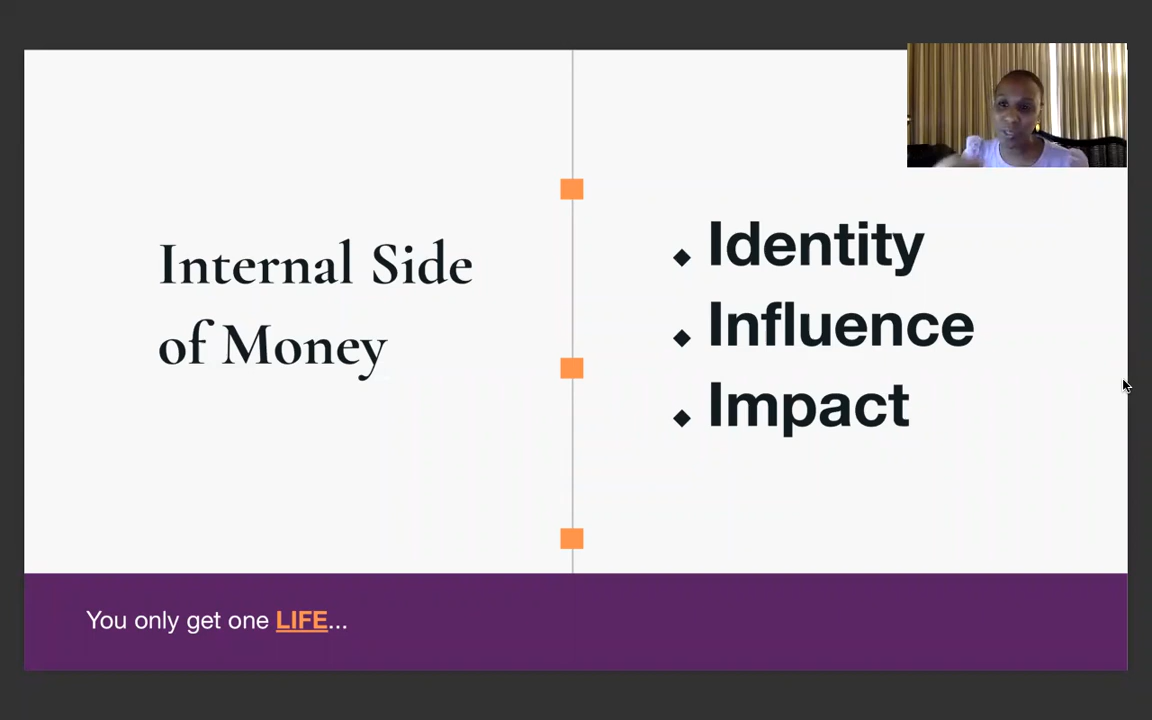 Internal Side
of Money
Identity
Influence
Impact
You only get one LIFE...